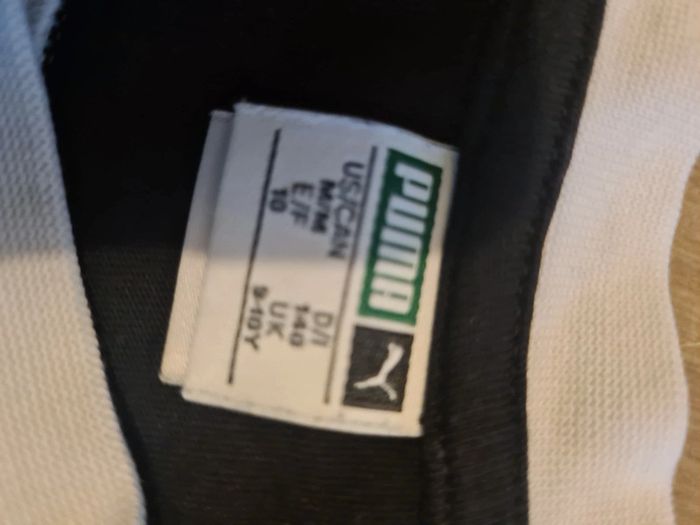 PUMA
US/CAN D/I
M/M 140
E/F UK
10 9-10Y